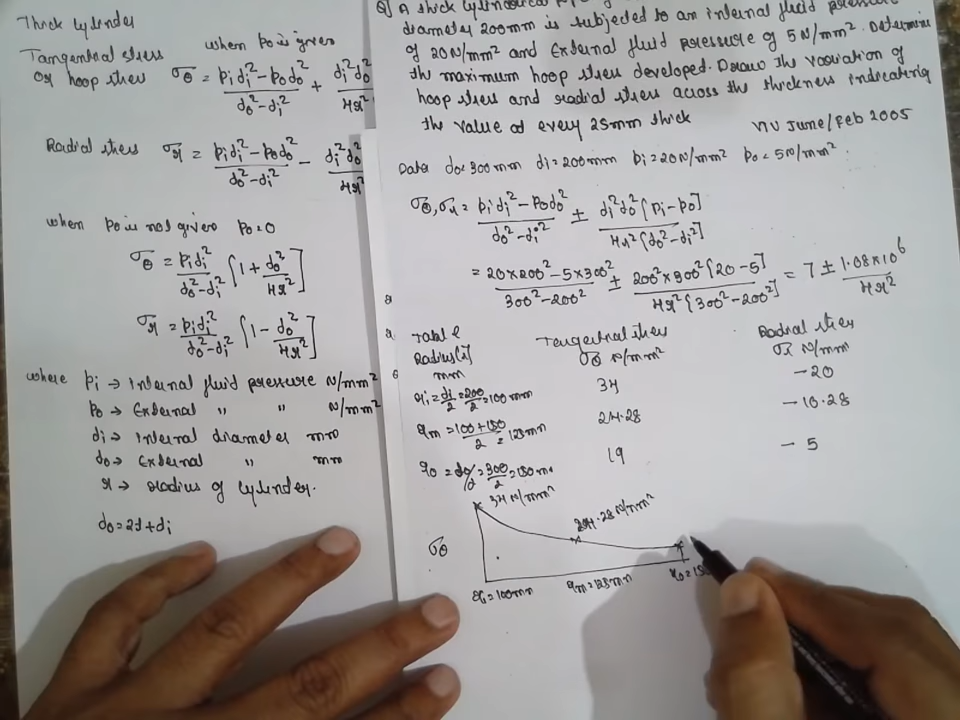 Thick Cylinder
Tangential stress
or hoop stress
when Po is given
σθ = (Pidi² - Podo²)/(do² - di²) + di²do²/4r²
Radial stress σr = (Pidi² - Podo²)/(do² - di²) - di²do²/4r²
when Po is not given Po=0
σθ = Pidi²/(do² - di²) [1 + do²/4r²]
σr = Pidi²/(do² - di²) [1 - do²/4r²]
where Pi → Internal fluid pressure N/mm²
Po → External " " N/mm²
di → Internal diameter mm
do → External " mm
r → radius of cylinder.
do = 2t + di
Q) A thick cylindrical
diameter 200mm is subjected to an internal fluid pressure
of 20N/mm² and External fluid pressure of 5N/mm². Determine
the maximum hoop stress developed. Draw the variation of
hoop stress and radial stress across the thickness indicating
the value at every 25mm thick
VTU June/Feb 2005
Data do=300mm di=200mm Pi=20N/mm² Po=5N/mm².
σθ, σr = (Pidi² - Podo²)/(do² - di²) ± di²do²[Pi - Po]/4r²[do² - di²]
= (20×200² - 5×300²)/(300² - 200²) ± 200²×300²[20-5]/4r²[300²-200²] = 7 ± 1.08×10⁶/4r²
Table
Radius(r)
mm
Tangential stress
σθ N/mm²
Radial stress
σr N/mm
ri = di/2 = 200/2 = 100mm 34 -20
rm = (100+150)/2 = 125mm 24.28 -10.28
ro = do/2 = 300/2 = 150m 19 -5
34N/mm²
24.28N/mm²
σθ
ri=100mm rm=125mm ro=15